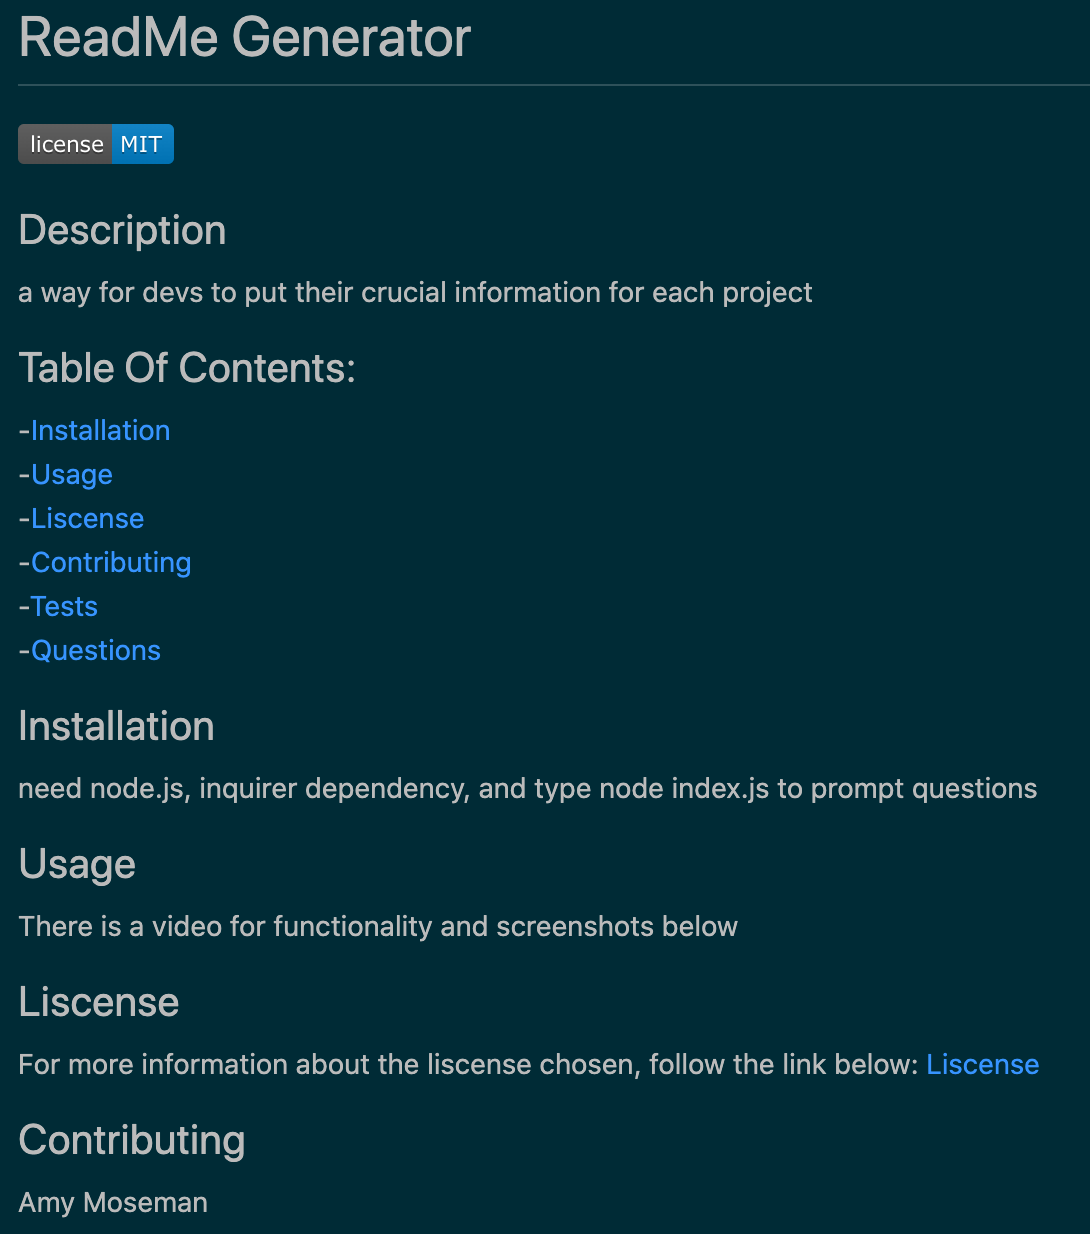 ReadMe Generator
license MIT
Description
a way for devs to put their crucial information for each project
Table Of Contents:
-Installation
-Usage
-Liscense
-Contributing
-Tests
-Questions
Installation
need node.js, inquirer dependency, and type node index.js to prompt questions
Usage
There is a video for functionality and screenshots below
Liscense
For more information about the liscense chosen, follow the link below: Liscense
Contributing
Amy Moseman